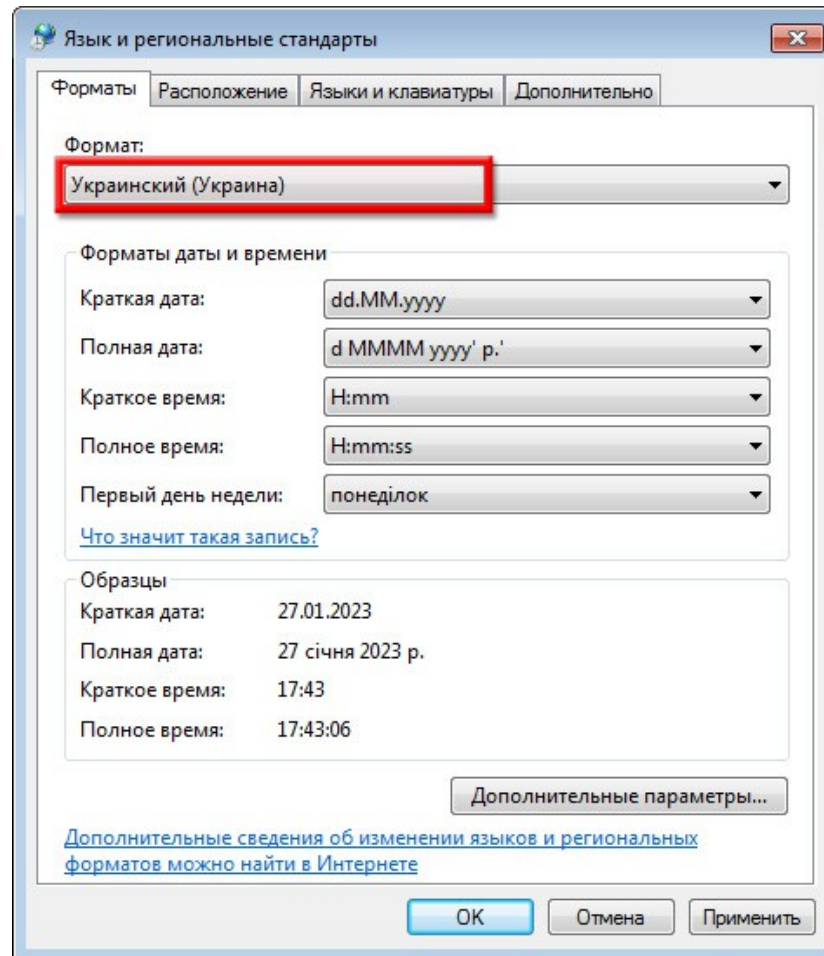 Язык и региональные стандарты
Форматы Расположение Языки и клавиатуры Дополнительно
Формат:
Украинский (Украина)
Форматы даты и времени
Краткая дата: dd.MM.yyyy
Полная дата: d MMMM yyyy' р.'
Краткое время: H:mm
Полное время: H:mm:ss
Первый день недели: понеділок
Что значит такая запись?
Образцы
Краткая дата: 27.01.2023
Полная дата: 27 січня 2023 р.
Краткое время: 17:43
Полное время: 17:43:06
Дополнительные параметры...
Дополнительные сведения об изменении языков и региональных
форматов можно найти в Интернете
OK Отмена Применить